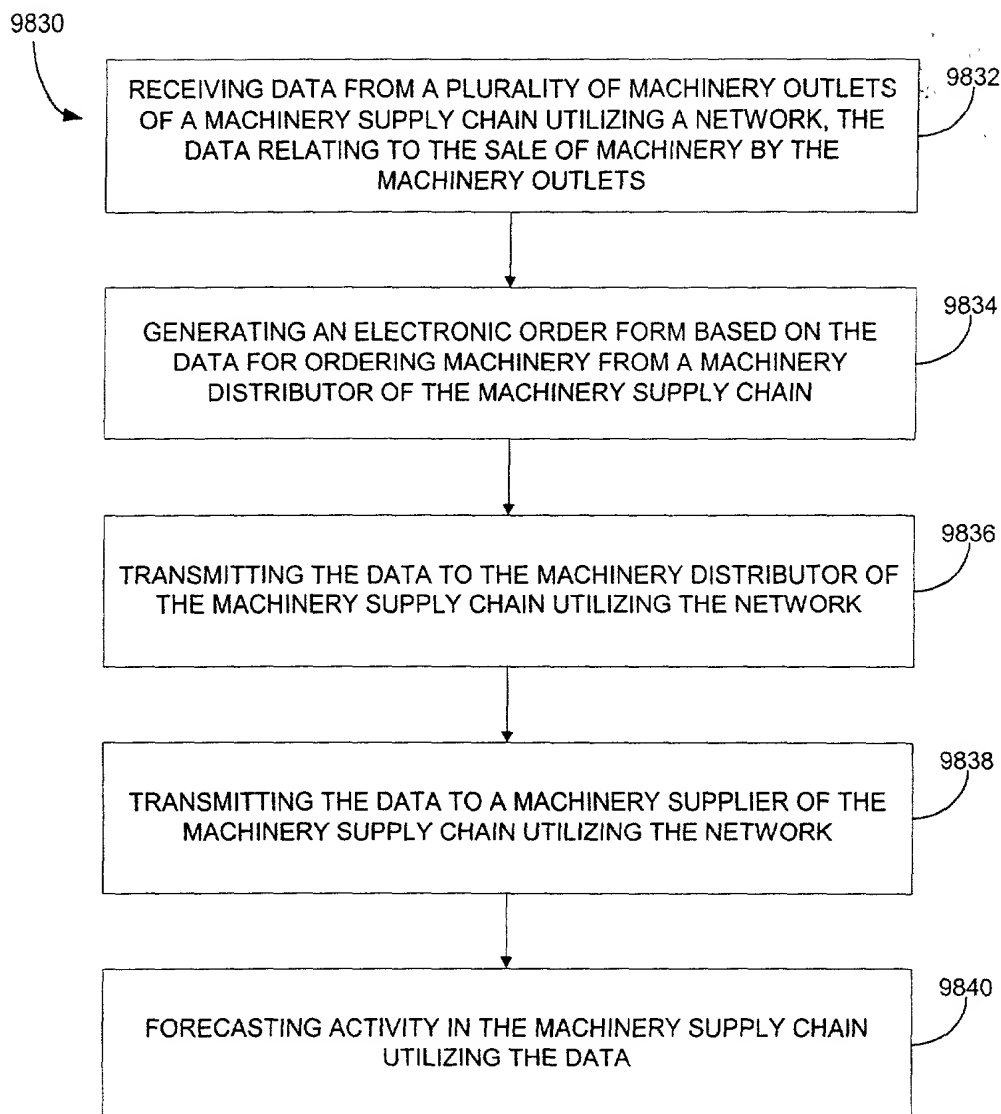 9830
RECEIVING DATA FROM A PLURALITY OF MACHINERY OUTLETS
OF A MACHINERY SUPPLY CHAIN UTILIZING A NETWORK, THE
DATA RELATING TO THE SALE OF MACHINERY BY THE
MACHINERY OUTLETS
9832
GENERATING AN ELECTRONIC ORDER FORM BASED ON THE
DATA FOR ORDERING MACHINERY FROM A MACHINERY
DISTRIBUTOR OF THE MACHINERY SUPPLY CHAIN
9834
TRANSMITTING THE DATA TO THE MACHINERY DISTRIBUTOR OF
THE MACHINERY SUPPLY CHAIN UTILIZING THE NETWORK
9836
TRANSMITTING THE DATA TO A MACHINERY SUPPLIER OF THE
MACHINERY SUPPLY CHAIN UTILIZING THE NETWORK
9838
FORECASTING ACTIVITY IN THE MACHINERY SUPPLY CHAIN
UTILIZING THE DATA
9840